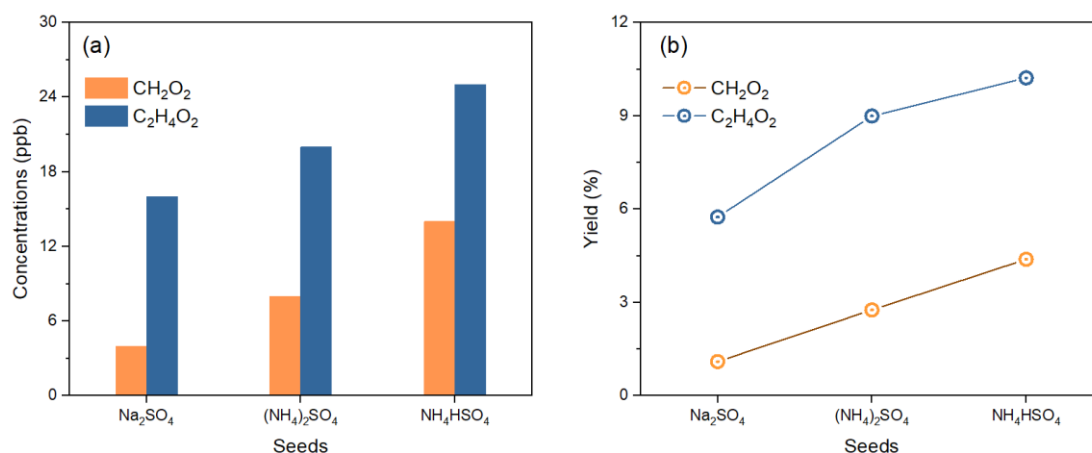 (a)
CH₂O₂
C₂H₄O₂
30
24
18
12
6
0
Concentrations (ppb)
Na₂SO₄
(NH₄)₂SO₄
NH₄HSO₄
Seeds
(b)
CH₂O₂
C₂H₄O₂
12
9
6
3
0
Yield (%)
Na₂SO₄
(NH₄)₂SO₄
NH₄HSO₄
Seeds